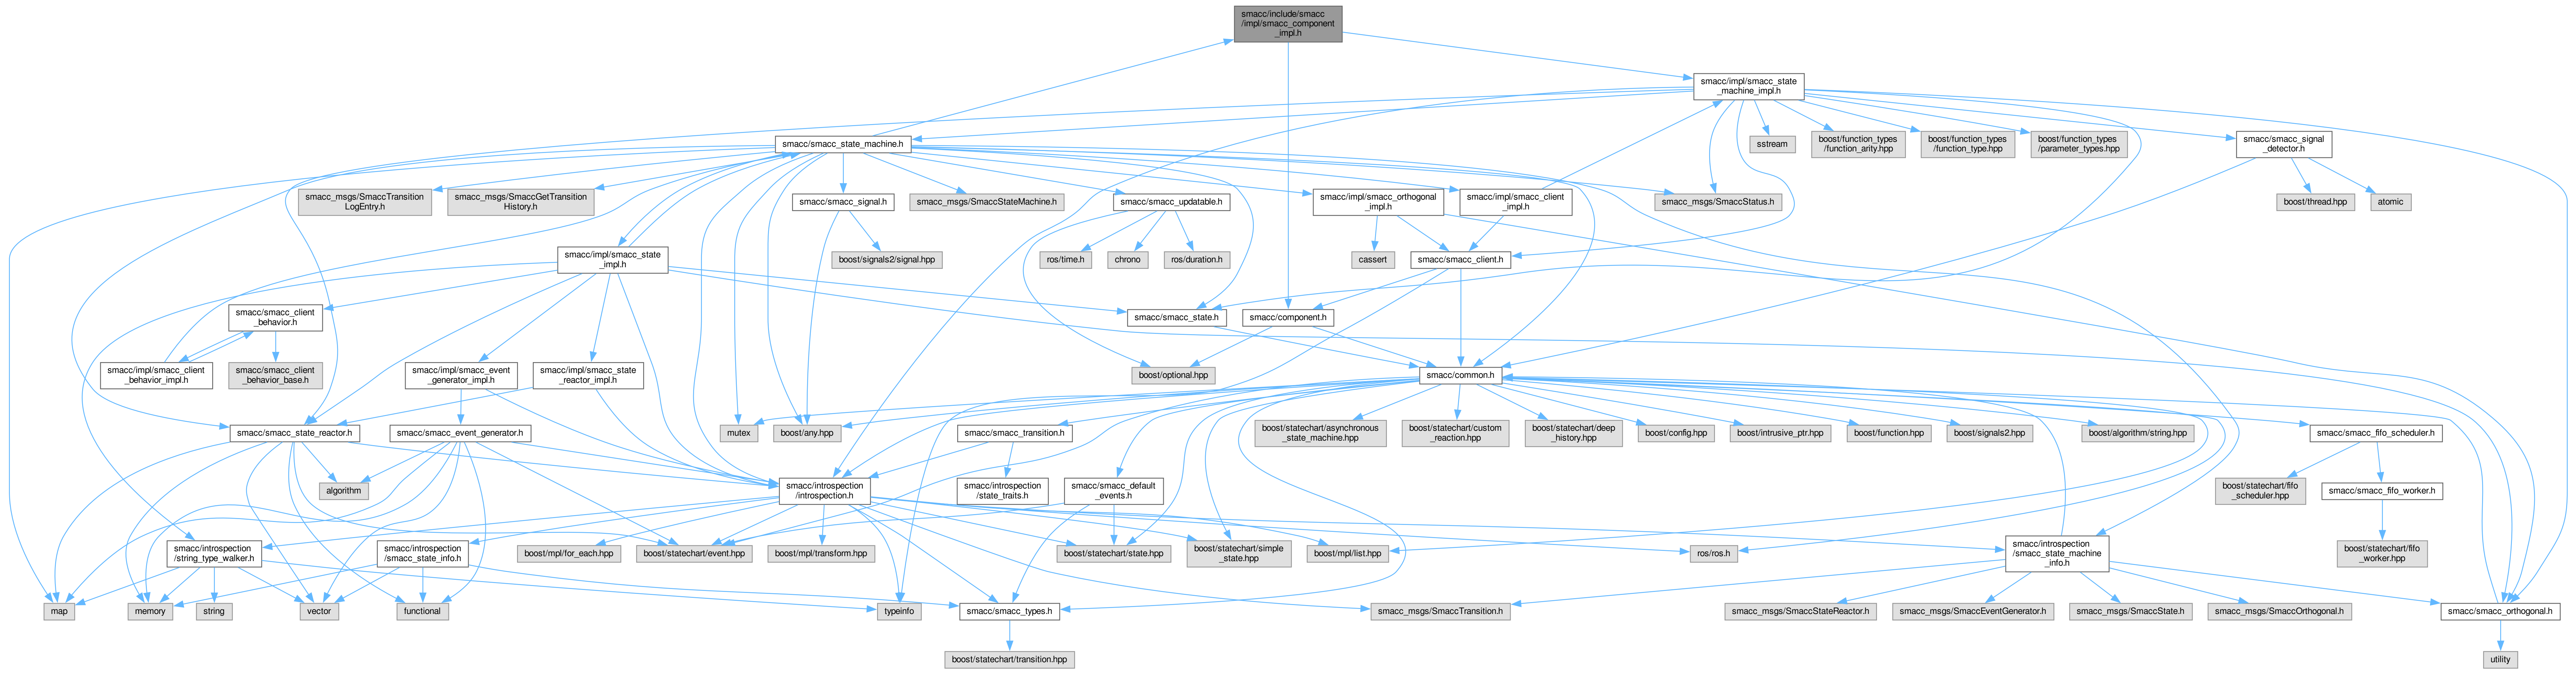 smacc/include/smacc
/impl/smacc_component
_impl.h
smacc/impl/smacc_state
_machine_impl.h
smacc/smacc_state_machine.h
sstream
boost/function_types
/function_arity.hpp
boost/function_types
/function_type.hpp
boost/function_types
/parameter_types.hpp
smacc/smacc_signal
_detector.h
smacc_msgs/SmaccTransition
LogEntry.h
smacc_msgs/SmaccGetTransition
History.h
smacc/smacc_signal.h
smacc_msgs/SmaccStateMachine.h
smacc/smacc_updatable.h
smacc/impl/smacc_orthogonal
_impl.h
smacc/impl/smacc_client
_impl.h
smacc_msgs/SmaccStatus.h
boost/thread.hpp
atomic
smacc/impl/smacc_state
_impl.h
boost/signals2/signal.hpp
ros/time.h
chrono
ros/duration.h
cassert
smacc/smacc_client.h
smacc/smacc_client
_behavior.h
smacc/smacc_state.h
smacc/component.h
smacc/impl/smacc_client
_behavior_impl.h
smacc/smacc_client
_behavior_base.h
smacc/impl/smacc_event
_generator_impl.h
smacc/impl/smacc_state
_reactor_impl.h
boost/optional.hpp
smacc/common.h
smacc/smacc_state_reactor.h
smacc/smacc_event_generator.h
mutex
boost/any.hpp
smacc/smacc_transition.h
boost/statechart/asynchronous
_state_machine.hpp
boost/statechart/custom
_reaction.hpp
boost/statechart/deep
_history.hpp
boost/config.hpp
boost/intrusive_ptr.hpp
boost/function.hpp
boost/signals2.hpp
boost/algorithm/string.hpp
smacc/smacc_fifo_scheduler.h
algorithm
smacc/introspection
/introspection.h
smacc/introspection
/state_traits.h
smacc/smacc_default
_events.h
boost/statechart/fifo
_scheduler.hpp
smacc/smacc_fifo_worker.h
smacc/introspection
/string_type_walker.h
smacc/introspection
/smacc_state_info.h
boost/mpl/for_each.hpp
boost/statechart/event.hpp
boost/mpl/transform.hpp
boost/statechart/state.hpp
boost/statechart/simple
_state.hpp
boost/mpl/list.hpp
ros/ros.h
smacc/introspection
/smacc_state_machine
_info.h
boost/statechart/fifo
_worker.hpp
map
memory
string
vector
functional
typeinfo
smacc/smacc_types.h
smacc_msgs/SmaccTransition.h
smacc_msgs/SmaccStateReactor.h
smacc_msgs/SmaccEventGenerator.h
smacc_msgs/SmaccState.h
smacc_msgs/SmaccOrthogonal.h
smacc/smacc_orthogonal.h
boost/statechart/transition.hpp
utility